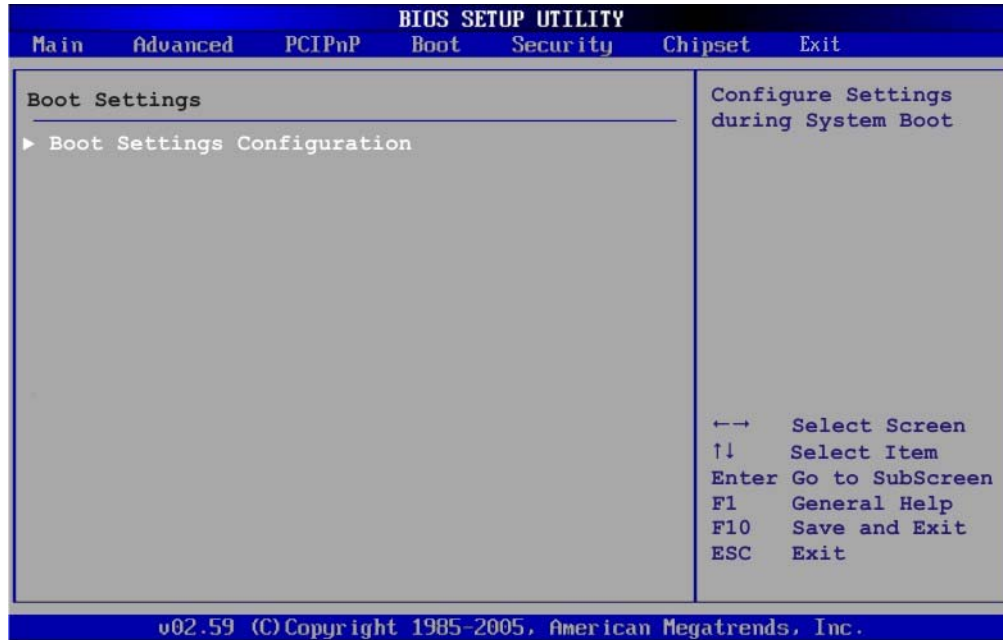 BIOS SETUP UTILITY
Main Advanced PCIPnP Boot Security Chipset Exit
Boot Settings
▶ Boot Settings Configuration
Configure Settings
during System Boot
←→ Select Screen
↑↓ Select Item
Enter Go to SubScreen
F1 General Help
F10 Save and Exit
ESC Exit
v02.59 (C)Copyright 1985-2005, American Megatrends, Inc.